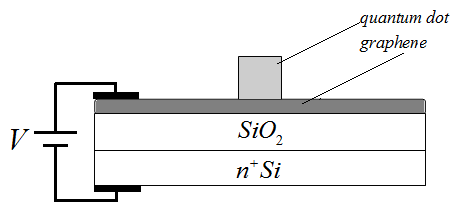 quantum dot
graphene
V
SiO₂
n⁺Si